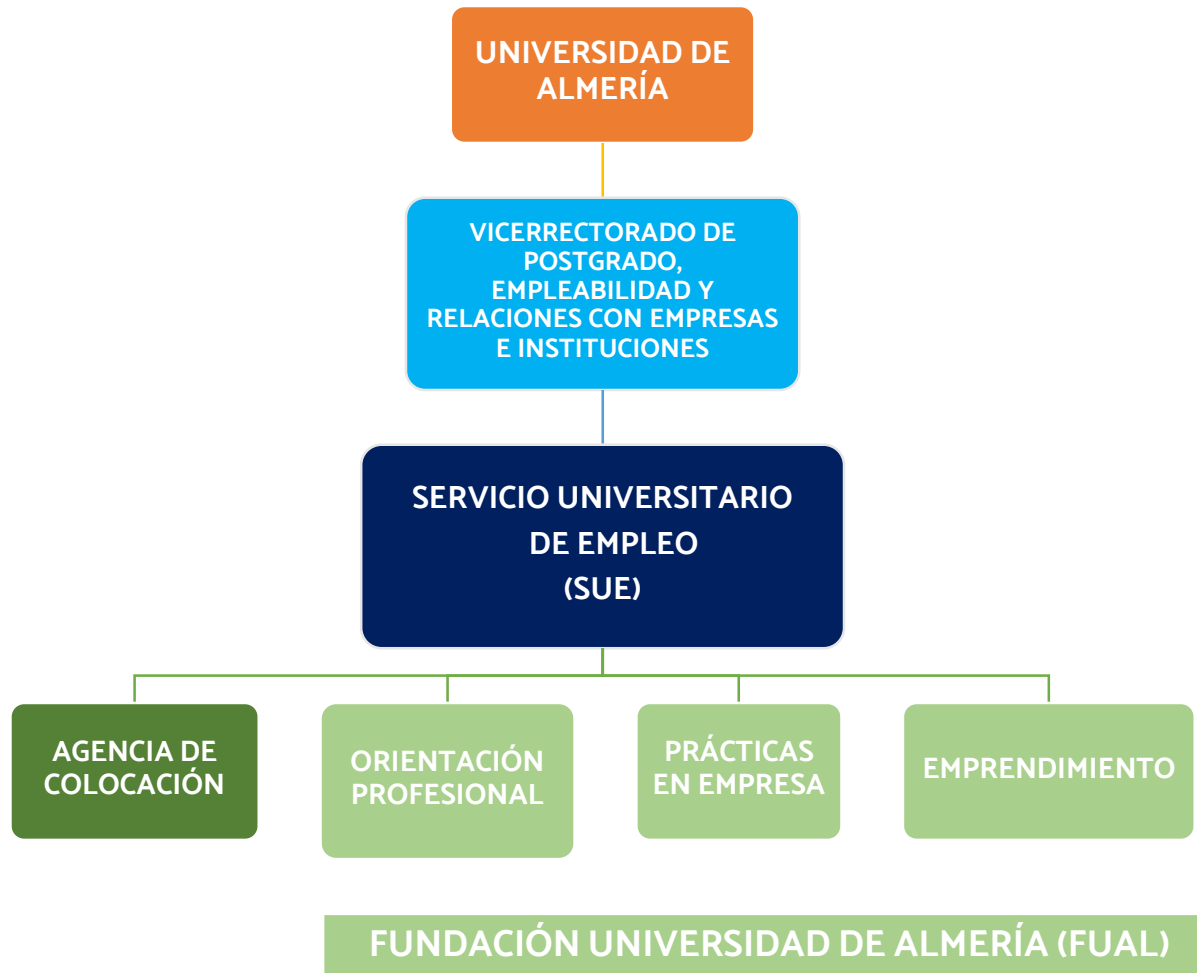 UNIVERSIDAD DE
ALMERÍA
VICERRECTORADO DE
POSTGRADO,
EMPLEABILIDAD Y
RELACIONES CON EMPRESAS
E INSTITUCIONES
SERVICIO UNIVERSITARIO
DE EMPLEO
(SUE)
AGENCIA DE
COLOCACIÓN
ORIENTACIÓN
PROFESIONAL
PRÁCTICAS
EN EMPRESA
EMPRENDIMIENTO
FUNDACIÓN UNIVERSIDAD DE ALMERÍA (FUAL)